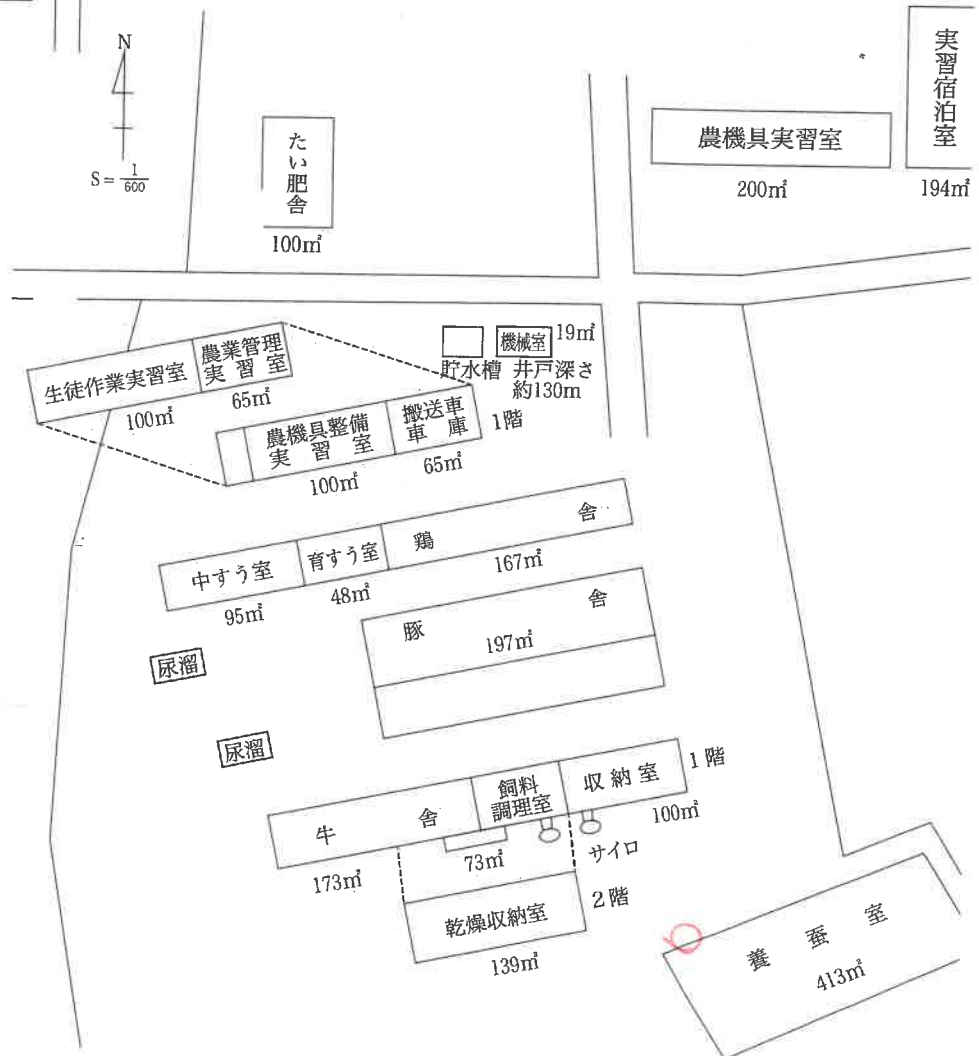 N
S=1/600
たい肥舎
100㎡
農機具実習室
200㎡
実習宿泊室
194㎡
生徒作業実習室
100㎡
農業管理
実習室
65㎡
貯水槽
機械室
19㎡
井戸深さ
約130m
農機具整備
実習室
100㎡
搬送車
車庫
65㎡
1階
中すう室
95㎡
育すう室
48㎡
鶏舎
167㎡
豚舎
197㎡
尿溜
尿溜
牛舎
173㎡
飼料
調理室
73㎡
収納室
100㎡
1階
サイロ
乾燥収納室
139㎡
2階
養蚕室
413㎡